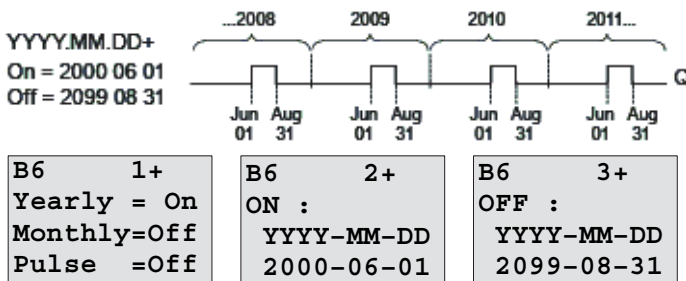 ...2008 2009 2010 2011...
YYYY.MM.DD+
On = 2000 06 01
Off = 2099 08 31
Q
Jun Aug Jun Aug Jun Aug Jun Aug
01 31 01 31 01 31 01 31
B6 1+
Yearly = On
Monthly=Off
Pulse =Off
B6 2+
ON :
YYYY-MM-DD
2000-06-01
B6 3+
OFF :
YYYY-MM-DD
2099-08-31